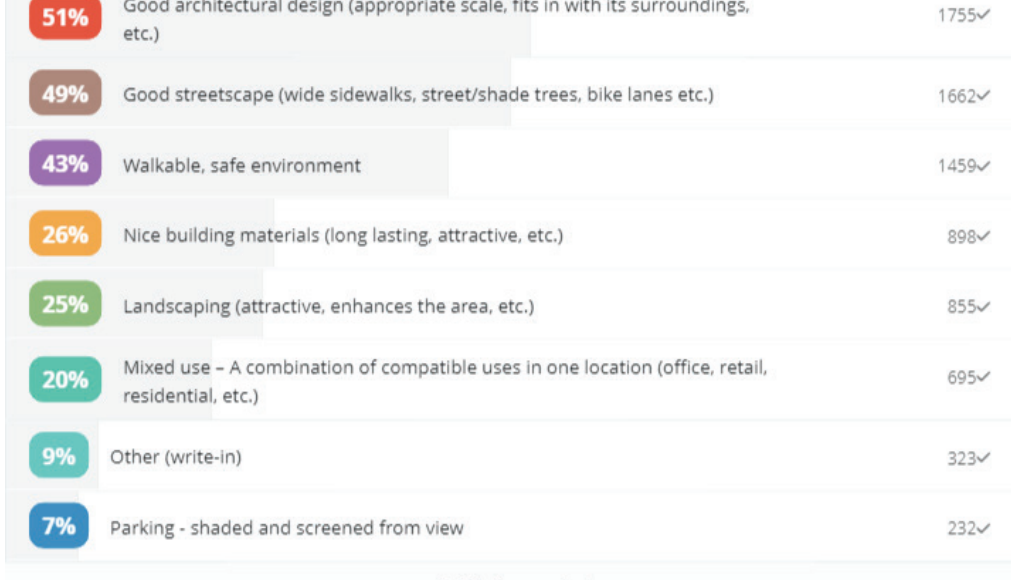 51% Good architectural design (appropriate scale, fits in with its surroundings, 1755✓
etc.)
49% Good streetscape (wide sidewalks, street/shade trees, bike lanes etc.) 1662✓
43% Walkable, safe environment 1459✓
26% Nice building materials (long lasting, attractive, etc.) 898✓
25% Landscaping (attractive, enhances the area, etc.) 855✓
20% Mixed use – A combination of compatible uses in one location (office, retail, 695✓
residential, etc.)
9% Other (write-in) 323✓
7% Parking - shaded and screened from view 232✓